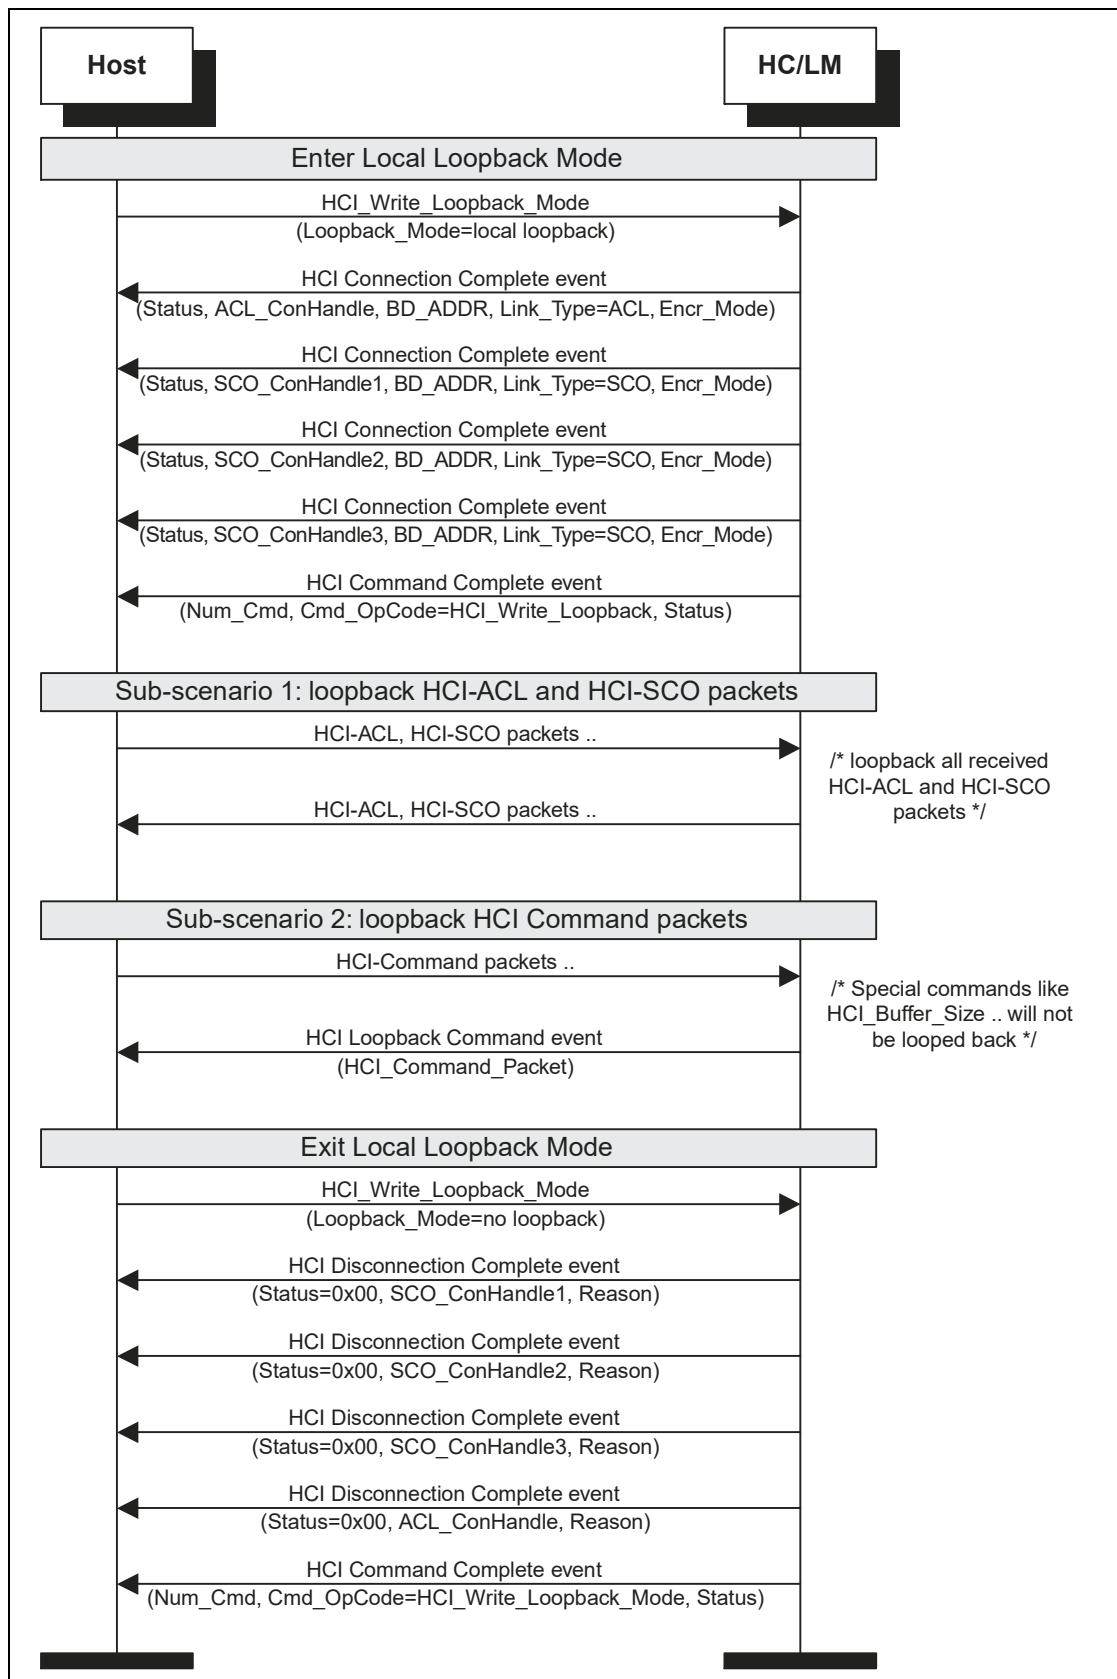 Host
HC/LM
Enter Local Loopback Mode
HCI_Write_Loopback_Mode
(Loopback_Mode=local loopback)
HCI Connection Complete event
(Status, ACL_ConHandle, BD_ADDR, Link_Type=ACL, Encr_Mode)
HCI Connection Complete event
(Status, SCO_ConHandle1, BD_ADDR, Link_Type=SCO, Encr_Mode)
HCI Connection Complete event
(Status, SCO_ConHandle2, BD_ADDR, Link_Type=SCO, Encr_Mode)
HCI Connection Complete event
(Status, SCO_ConHandle3, BD_ADDR, Link_Type=SCO, Encr_Mode)
HCI Command Complete event
(Num_Cmd, Cmd_OpCode=HCI_Write_Loopback, Status)
Sub-scenario 1: loopback HCI-ACL and HCI-SCO packets
HCI-ACL, HCI-SCO packets ..
/* loopback all received
HCI-ACL and HCI-SCO
packets */
HCI-ACL, HCI-SCO packets ..
Sub-scenario 2: loopback HCI Command packets
HCI-Command packets ..
/* Special commands like
HCI_Buffer_Size .. will not
be looped back */
HCI Loopback Command event
(HCI_Command_Packet)
Exit Local Loopback Mode
HCI_Write_Loopback_Mode
(Loopback_Mode=no loopback)
HCI Disconnection Complete event
(Status=0x00, SCO_ConHandle1, Reason)
HCI Disconnection Complete event
(Status=0x00, SCO_ConHandle2, Reason)
HCI Disconnection Complete event
(Status=0x00, SCO_ConHandle3, Reason)
HCI Disconnection Complete event
(Status=0x00, ACL_ConHandle, Reason)
HCI Command Complete event
(Num_Cmd, Cmd_OpCode=HCI_Write_Loopback_Mode, Status)